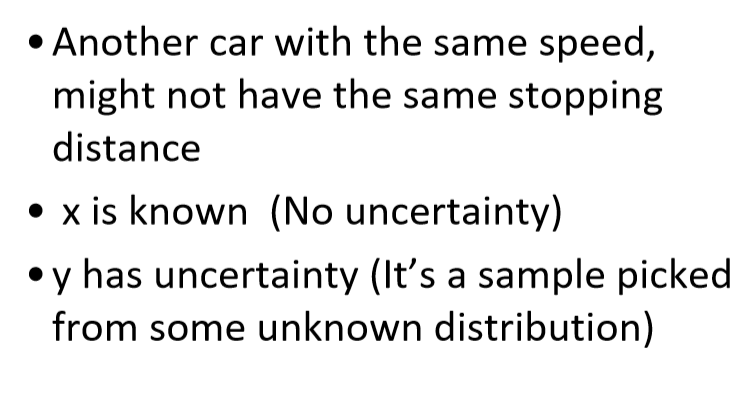 • Another car with the same speed,
might not have the same stopping
distance
• x is known (No uncertainty)
• y has uncertainty (It’s a sample picked
from some unknown distribution)